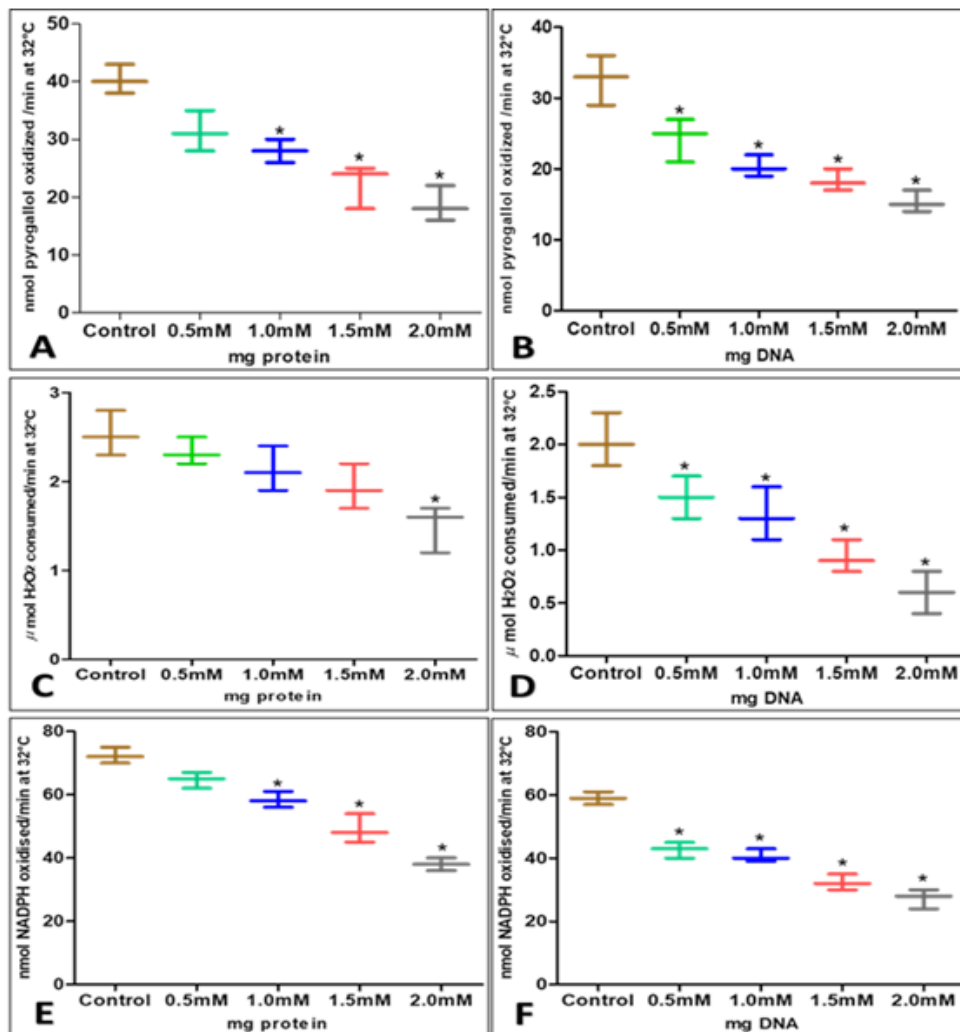 nmol pyrogallol oxidized /min at 32°C
50
40
30
20
10
0
*
*
*
Control 0.5mM 1.0mM 1.5mM 2.0mM
A
mg protein
nmol pyrogallol oxidized /min at 32°C
40
30
20
10
0
*
*
*
*
Control 0.5mM 1.0mM 1.5mM 2.0mM
B
mg DNA
μ mol H2O2 consumed/min at 32°C
3
2
1
0
*
Control 0.5mM 1.0mM 1.5mM 2.0mM
C
mg protein
μ mol H2O2 consumed/min at 32°C
2.5
2.0
1.5
1.0
0.5
0.0
*
*
*
*
Control 0.5mM 1.0mM 1.5mM 2.0mM
D
mg DNA
nmol NADPH oxidised/min at 32°C
80
60
40
20
0
*
*
*
Control 0.5mM 1.0mM 1.5mM 2.0mM
E
mg protein
nmol NADPH oxidised/min at 32°C
80
60
40
20
0
*
*
*
*
Control 0.5mM 1.0mM 1.5mM 2.0mM
F
mg DNA